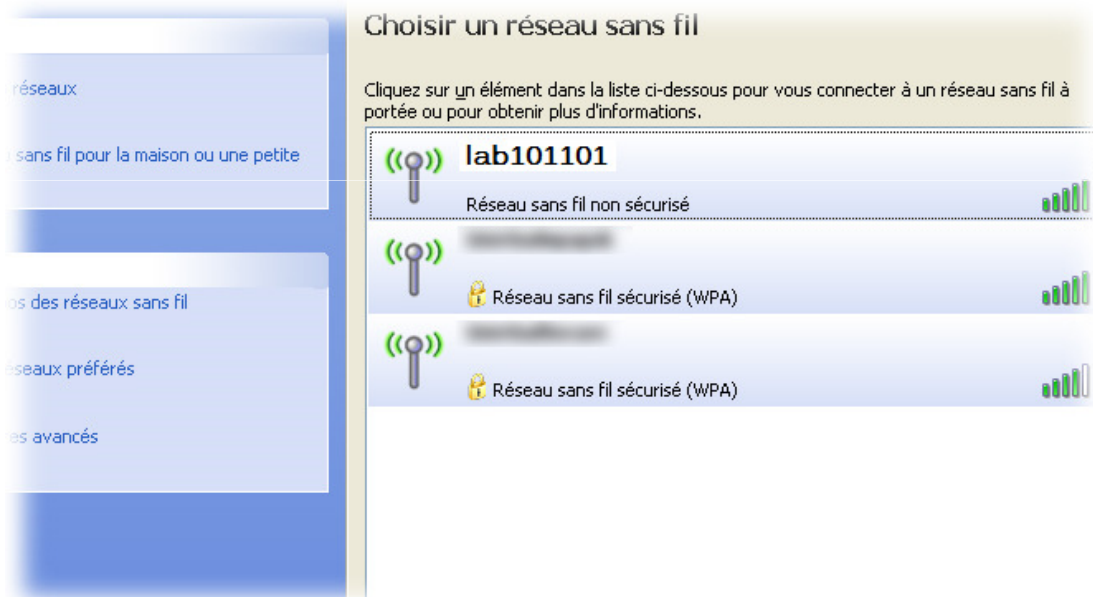 Choisir un réseau sans fil
Cliquez sur un élément dans la liste ci-dessous pour vous connecter à un réseau sans fil à
portée ou pour obtenir plus d'informations.
réseaux
sans fil pour la maison ou une petite
des réseaux sans fil
préférés
avancés
lab101101
Réseau sans fil non sécurisé
Réseau sans fil sécurisé (WPA)
Réseau sans fil sécurisé (WPA)